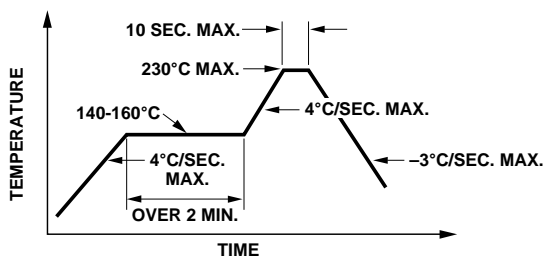 10 SEC. MAX.
230°C MAX.
140-160°C
4°C/SEC. MAX.
4°C/SEC.
MAX.
–3°C/SEC. MAX.
OVER 2 MIN.
TEMPERATURE
TIME